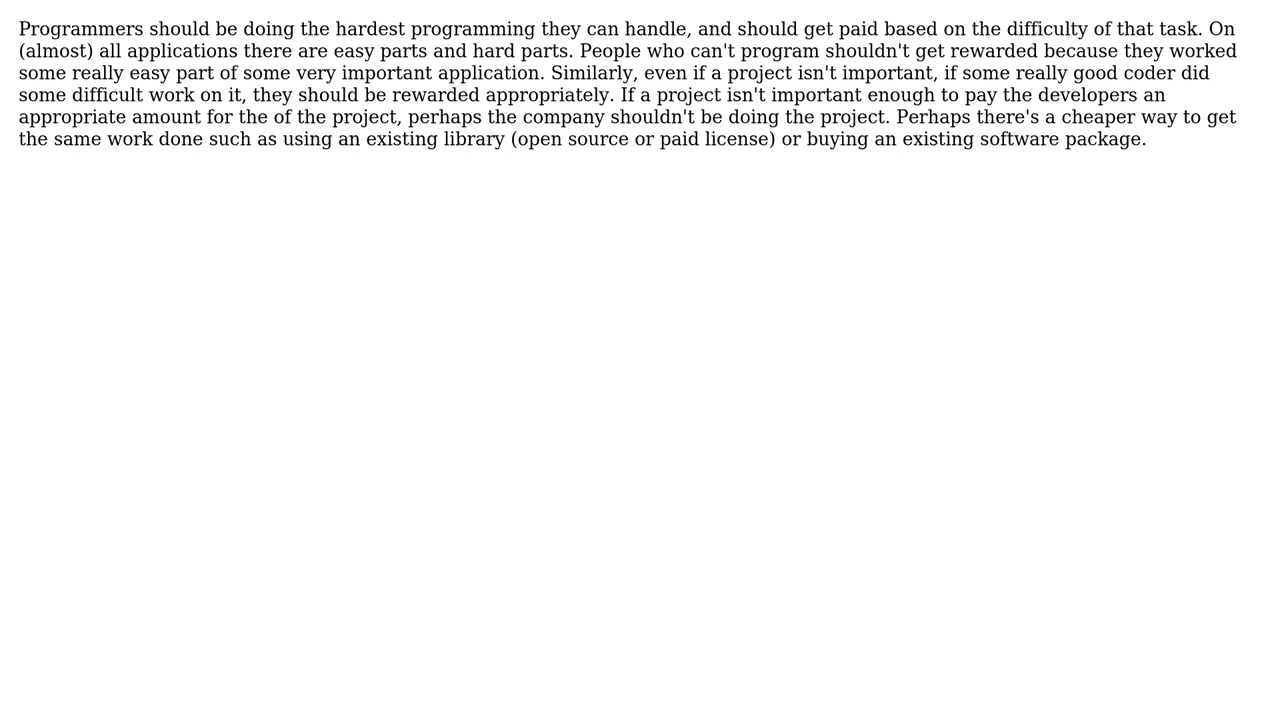 Programmers should be doing the hardest programming they can handle, and should get paid based on the difficulty of that task. On
(almost) all applications there are easy parts and hard parts. People who can't program shouldn't get rewarded because they worked
some really easy part of some very important application. Similarly, even if a project isn't important, if some really good coder did
some difficult work on it, they should be rewarded appropriately. If a project isn't important enough to pay the developers an
appropriate amount for the of the project, perhaps the company shouldn't be doing the project. Perhaps there's a cheaper way to get
the same work done such as using an existing library (open source or paid license) or buying an existing software package.